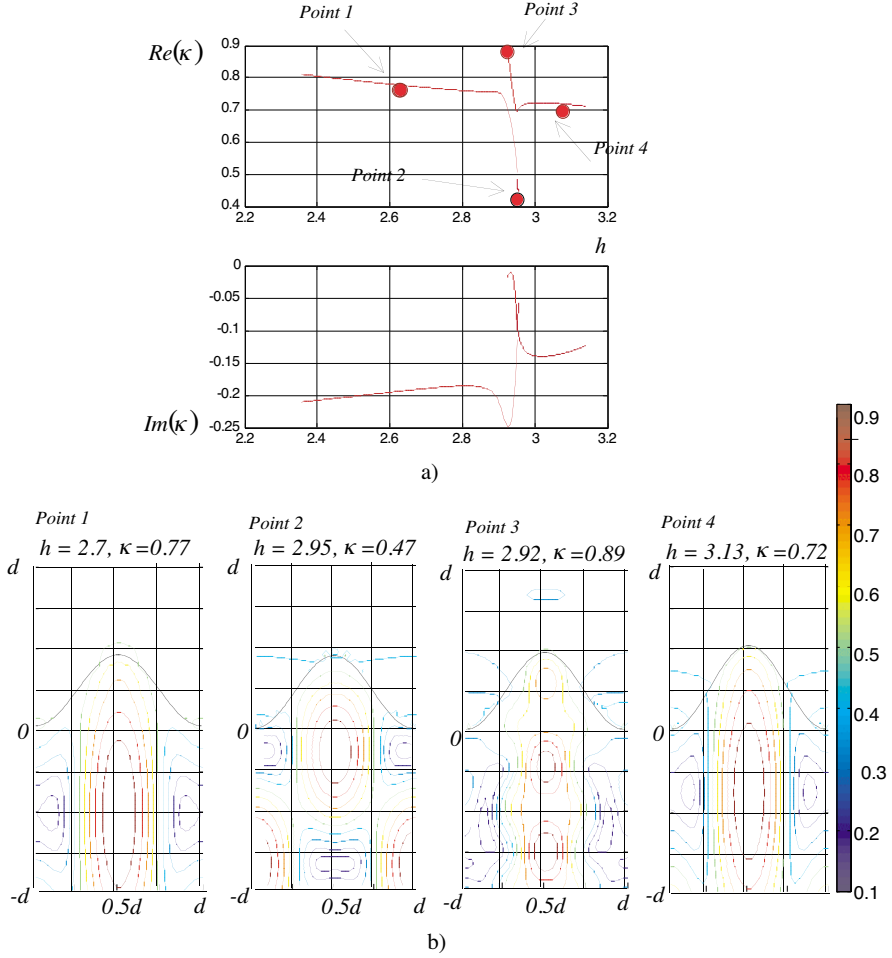 Point 1
Point 3
Re(κ)
0.9
0.8
0.7
0.6
0.5
0.4
Point 4
Point 2
2.2 2.4 2.6 2.8 3 3.2
h
0
-0.05
-0.1
-0.15
-0.2
-0.25
Im(κ)
2.2 2.4 2.6 2.8 3 3.2
a)
Point 1
h = 2.7, κ=0.77
d
0
-d
0.5d
d
Point 2
h = 2.95, κ=0.47
d
0
-d
0.5d
d
Point 3
h = 2.92, κ=0.89
d
0
-d
0.5d
d
Point 4
h = 3.13, κ=0.72
d
0
-d
0.5d
d
0.9
0.8
0.7
0.6
0.5
0.4
0.3
0.2
0.1
b)